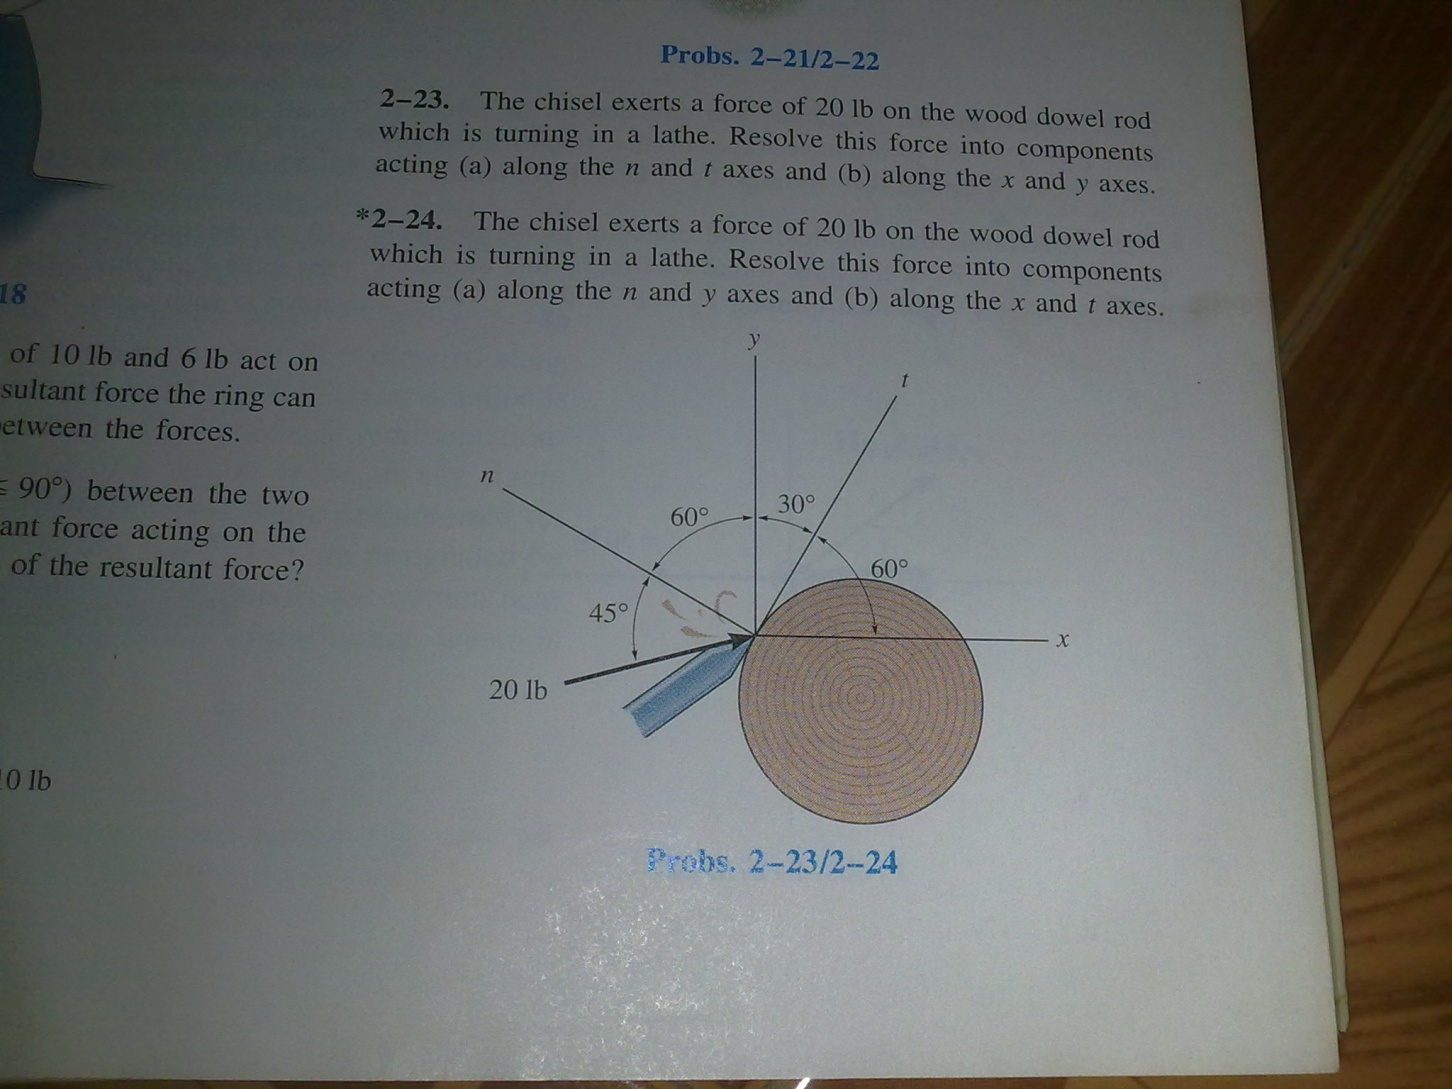 Probs. 2–21/2–22
2–23. The chisel exerts a force of 20 lb on the wood dowel rod
which is turning in a lathe. Resolve this force into components
acting (a) along the n and t axes and (b) along the x and y axes.
*2–24. The chisel exerts a force of 20 lb on the wood dowel rod
which is turning in a lathe. Resolve this force into components
acting (a) along the n and y axes and (b) along the x and t axes.
18
of 10 lb and 6 lb act on
sultant force the ring can
etween the forces.
90°) between the two
ant force acting on the
of the resultant force?
0 lb
y
t
n
60°
30°
60°
45°
x
20 lb
Probs. 2–23/2–24